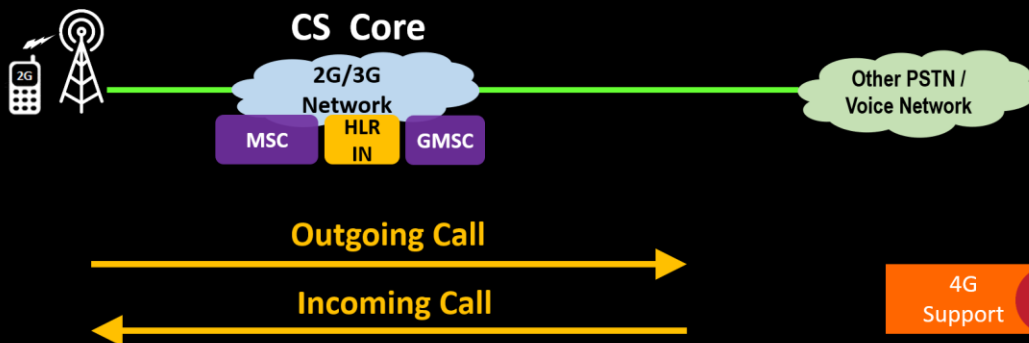 CS Core
2G
2G/3G
Network
MSC
HLR
IN
GMSC
Other PSTN /
Voice Network
Outgoing Call
Incoming Call
4G
Support